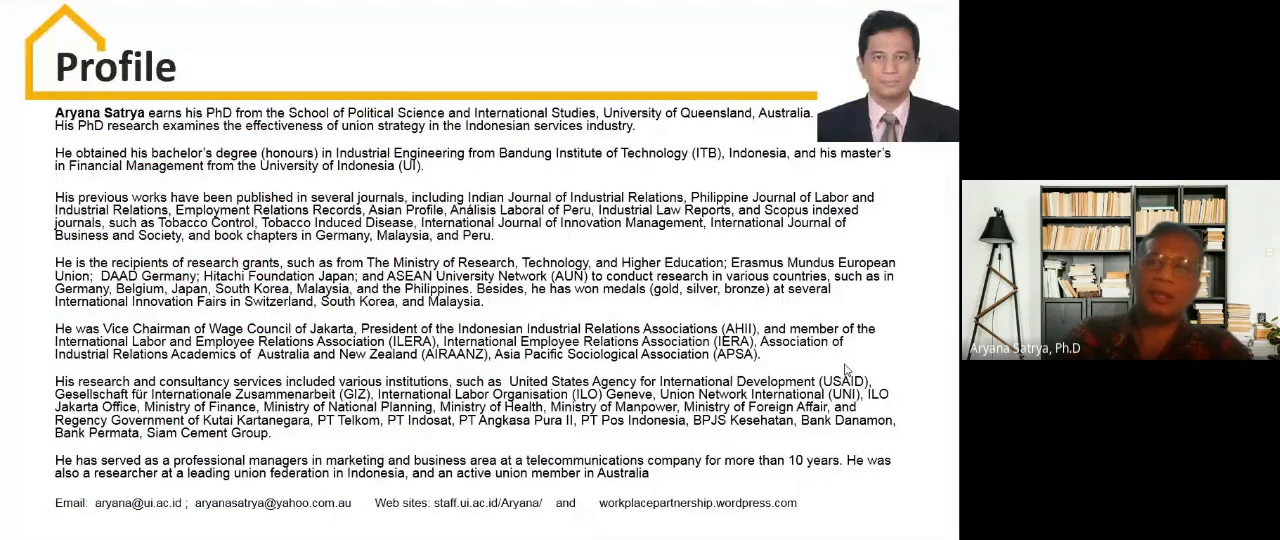 Profile
Aryana Satrya earns his PhD from the School of Political Science and International Studies, University of Queensland, Australia.
His PhD research examines the effectiveness of union strategy in the Indonesian services industry.
He obtained his bachelor's degree (honours) in Industrial Engineering from Bandung Institute of Technology (ITB), Indonesia, and his master's
in Financial Management from the University of Indonesia (UI).
His previous works have been published in several journals, including Indian Journal of Industrial Relations, Philippine Journal of Labor and
Industrial Relations, Employment Relations Records, Asian Profile, Análisis Laboral of Peru, Industrial Law Reports, and Scopus indexed
journals, such as Tobacco Control, Tobacco Induced Disease, International Journal of Innovation Management, International Journal of
Business and Society, and book chapters in Germany, Malaysia, and Peru.
He is the recipients of research grants, such as from The Ministry of Research, Technology, and Higher Education; Erasmus Mundus European
Union; DAAD Germany; Hitachi Foundation Japan; and ASEAN University Network (AUN) to conduct research in various countries, such as in
Germany, Belgium, Japan, South Korea, Malaysia, and the Philippines. Besides, he has won medals (gold, silver, bronze) at several
International Innovation Fairs in Switzerland, South Korea, and Malaysia.
He was Vice Chairman of Wage Council of Jakarta, President of the Indonesian Industrial Relations Associations (AHII), and member of the
International Labor and Employee Relations Association (ILERA), International Employee Relations Association (IERA), Association of
Industrial Relations Academics of Australia and New Zealand (AIRAANZ), Asia Pacific Sociological Association (APSA).
His research and consultancy services included various institutions, such as United States Agency for International Development (USAID),
Gesellschaft für Internationale Zusammenarbeit (GIZ), International Labor Organisation (ILO) Geneve, Union Network International (UNI), ILO
Jakarta Office, Ministry of Finance, Ministry of National Planning, Ministry of Health, Ministry of Manpower, Ministry of Foreign Affair, and
Regency Government of Kutai Kartanegara, PT Telkom, PT Indosat, PT Angkasa Pura II, PT Pos Indonesia, BPJS Kesehatan, Bank Danamon,
Bank Permata, Siam Cement Group.
He has served as a professional managers in marketing and business area at a telecommunications company for more than 10 years. He was
also a researcher at a leading union federation in Indonesia, and an active union member in Australia
Email: aryana@ui.ac.id ; aryanasatrya@yahoo.com.au Web sites: staff.ui.ac.id/Aryana/ and workplacepartnership.wordpress.com
Aryana Satrya, Ph.D